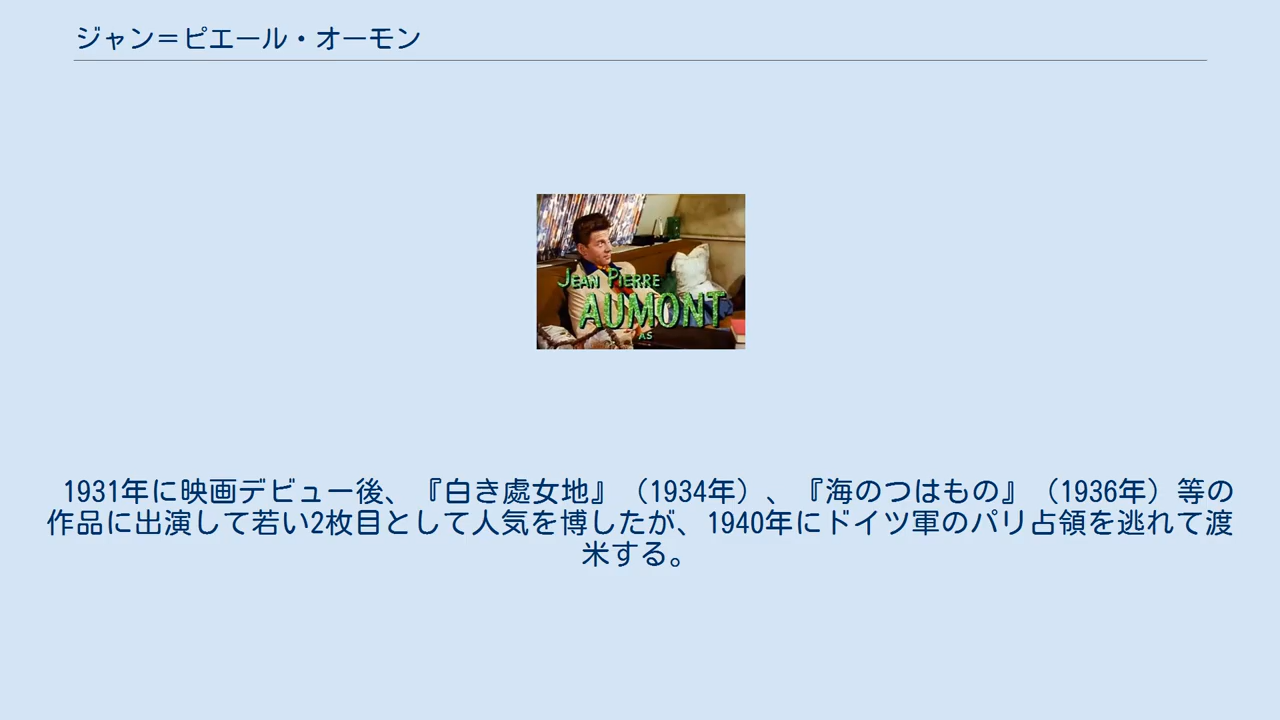 ジャン＝ピエール・オーモン
JEAN PIERRE
AUMONT
AS
1931年に映画デビュー後、『白き處女地』（1934年）、『海のつはもの』（1936年）等の
作品に出演して若い2枚目として人気を博したが、1940年にドイツ軍のパリ占領を逃れて渡
米する。